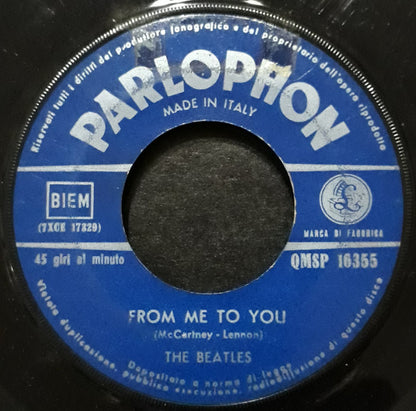 Riservati tutti i diritti del produttore fonografico e del proprietario dell'opera riprodotta
PARLOPHON
MADE IN ITALY
BIEM
(7XCE 17329)
£
MARCA DI FABBRICA
45 giri al minuto
QMSP 16355
FROM ME TO YOU
(McCartney - Lennon)
THE BEATLES
Depositato a norma di legge
Vietata duplicazione, pubblica esecuzione, radiodiffusione di questo disco